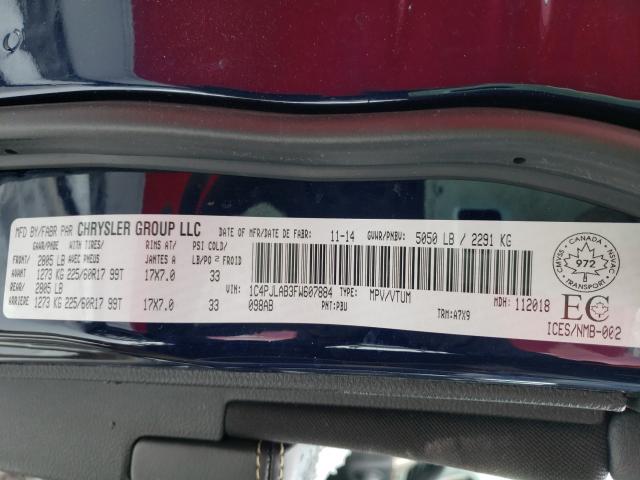 MFD BY/FABR PAR CHRYSLER GROUP LLC
DATE OF MFR/DATE DE FABR: 11-14 GVWR/PNBV: 5050 LB / 2291 KG
GAWR/PNBE WITH TIRES/ RIMS AT/ PSI COLD/
FRONT/ 2805 LB AVEC PNEUS JANTES A LB/PO2 FROID
AVANT 1273 KG 225/60R17 99T 17X7.0 33
REAR/ 2805 LB
ARRIERE 1273 KG 225/60R17 99T 17X7.0 33
VIN: 1C4PJLAB3FW607884 TYPE: MPV/VTUM MDH: 112018
098AB PNT: PBU TRM: A7X9
CANADA
CMVSS NSVAC
972
EC
ICES/NMB-002